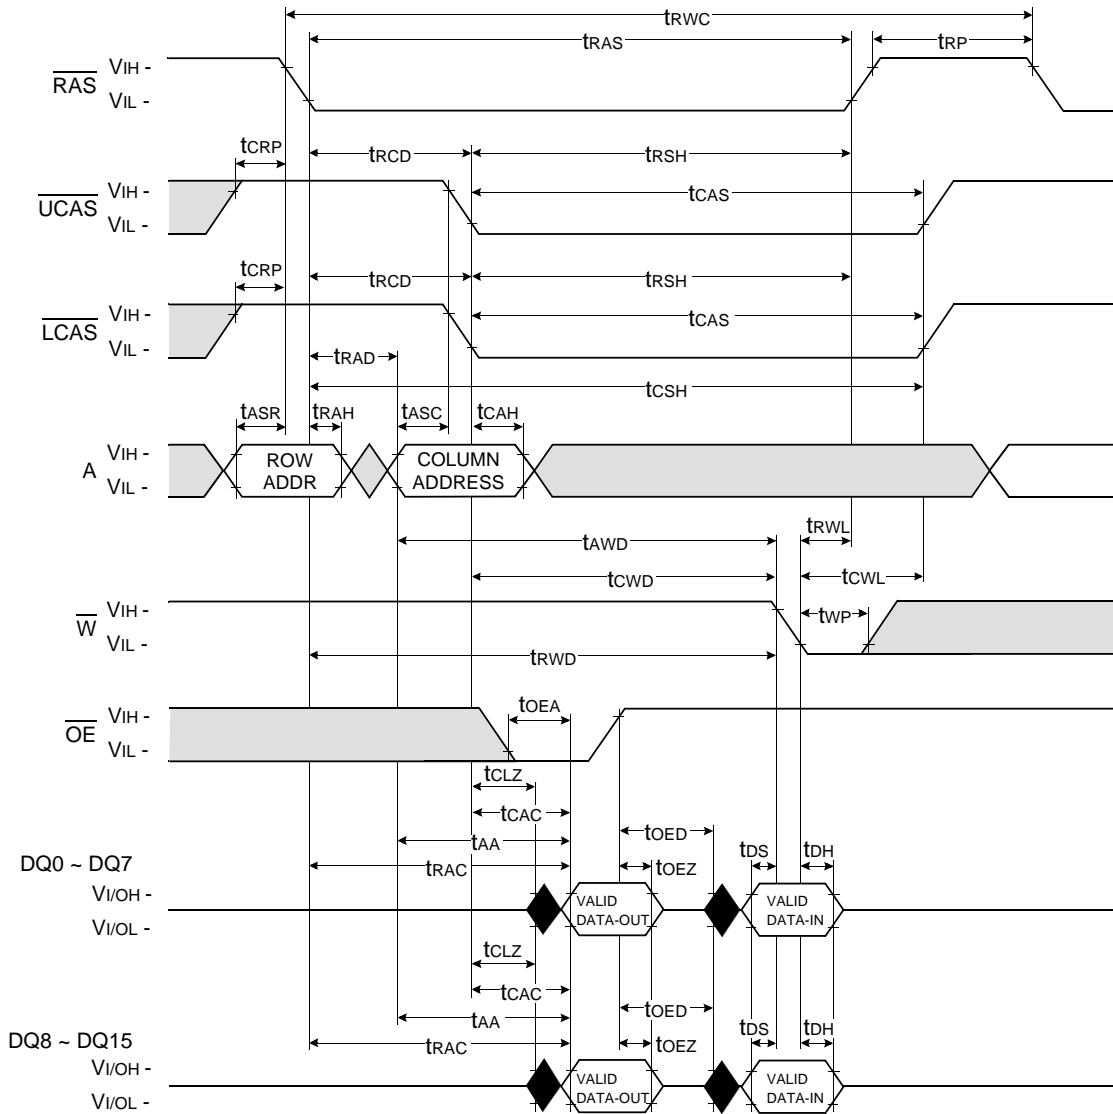 tRWC
tRAS
tRP
RAS
VIH -
VIL -
tCRP
tRCD
tRSH
UCAS
VIH -
VIL -
tCAS
tCRP
tRCD
tRSH
LCAS
VIH -
VIL -
tCAS
tRAD
tCSH
tASR
tRAH
tASC
tCAH
A
VIH -
VIL -
ROW
ADDR
COLUMN
ADDRESS
tRWL
tAWD
tCWD
tCWL
W
VIH -
VIL -
tWP
tRWD
OE
VIH -
VIL -
tOEA
tCLZ
tCAC
tAA
tOED
tRAC
tOEZ
tDS
tDH
DQ0 ~ DQ7
VI/OH -
VI/OL -
VALID
DATA-OUT
VALID
DATA-IN
tCLZ
tCAC
tAA
tOED
tRAC
tOEZ
tDS
tDH
DQ8 ~ DQ15
VI/OH -
VI/OL -
VALID
DATA-OUT
VALID
DATA-IN